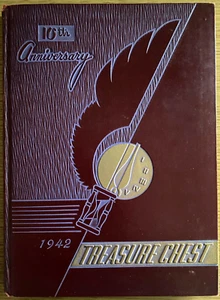 10th
Anniversary
1942
TREASURE CHEST